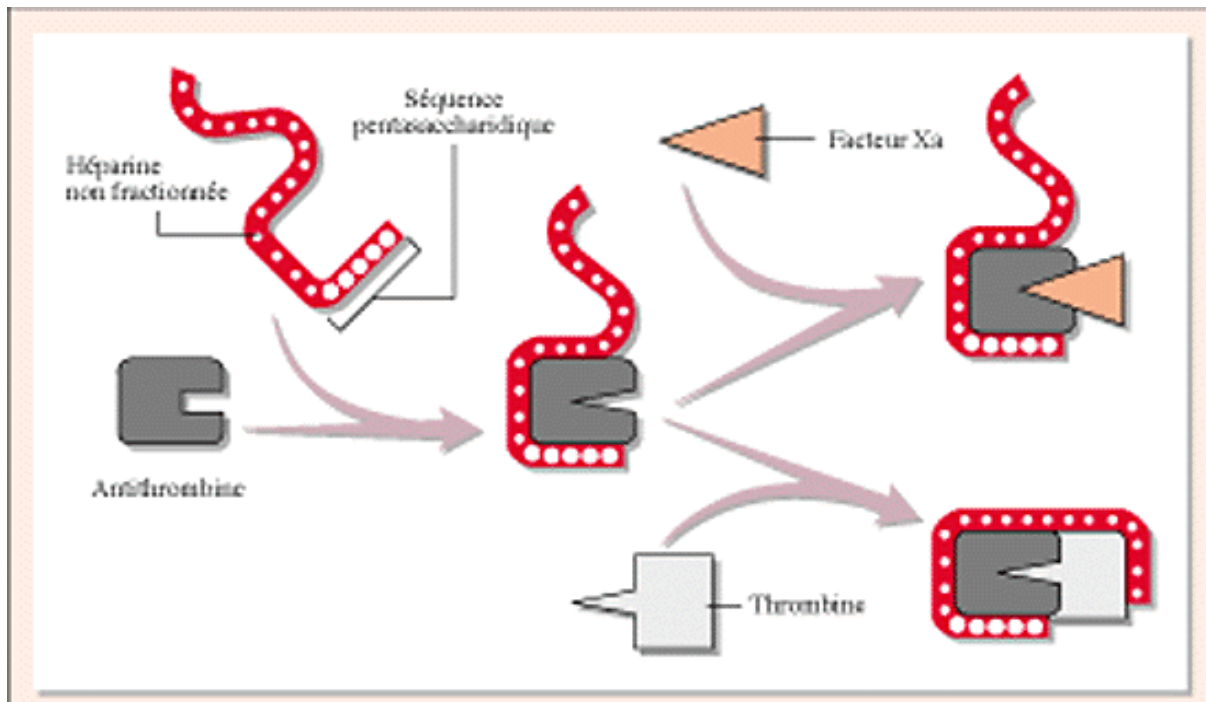 Séquence
pentasaccharidique
Héparine
non fractionnée
Facteur Xa
Antithrombine
Thrombine